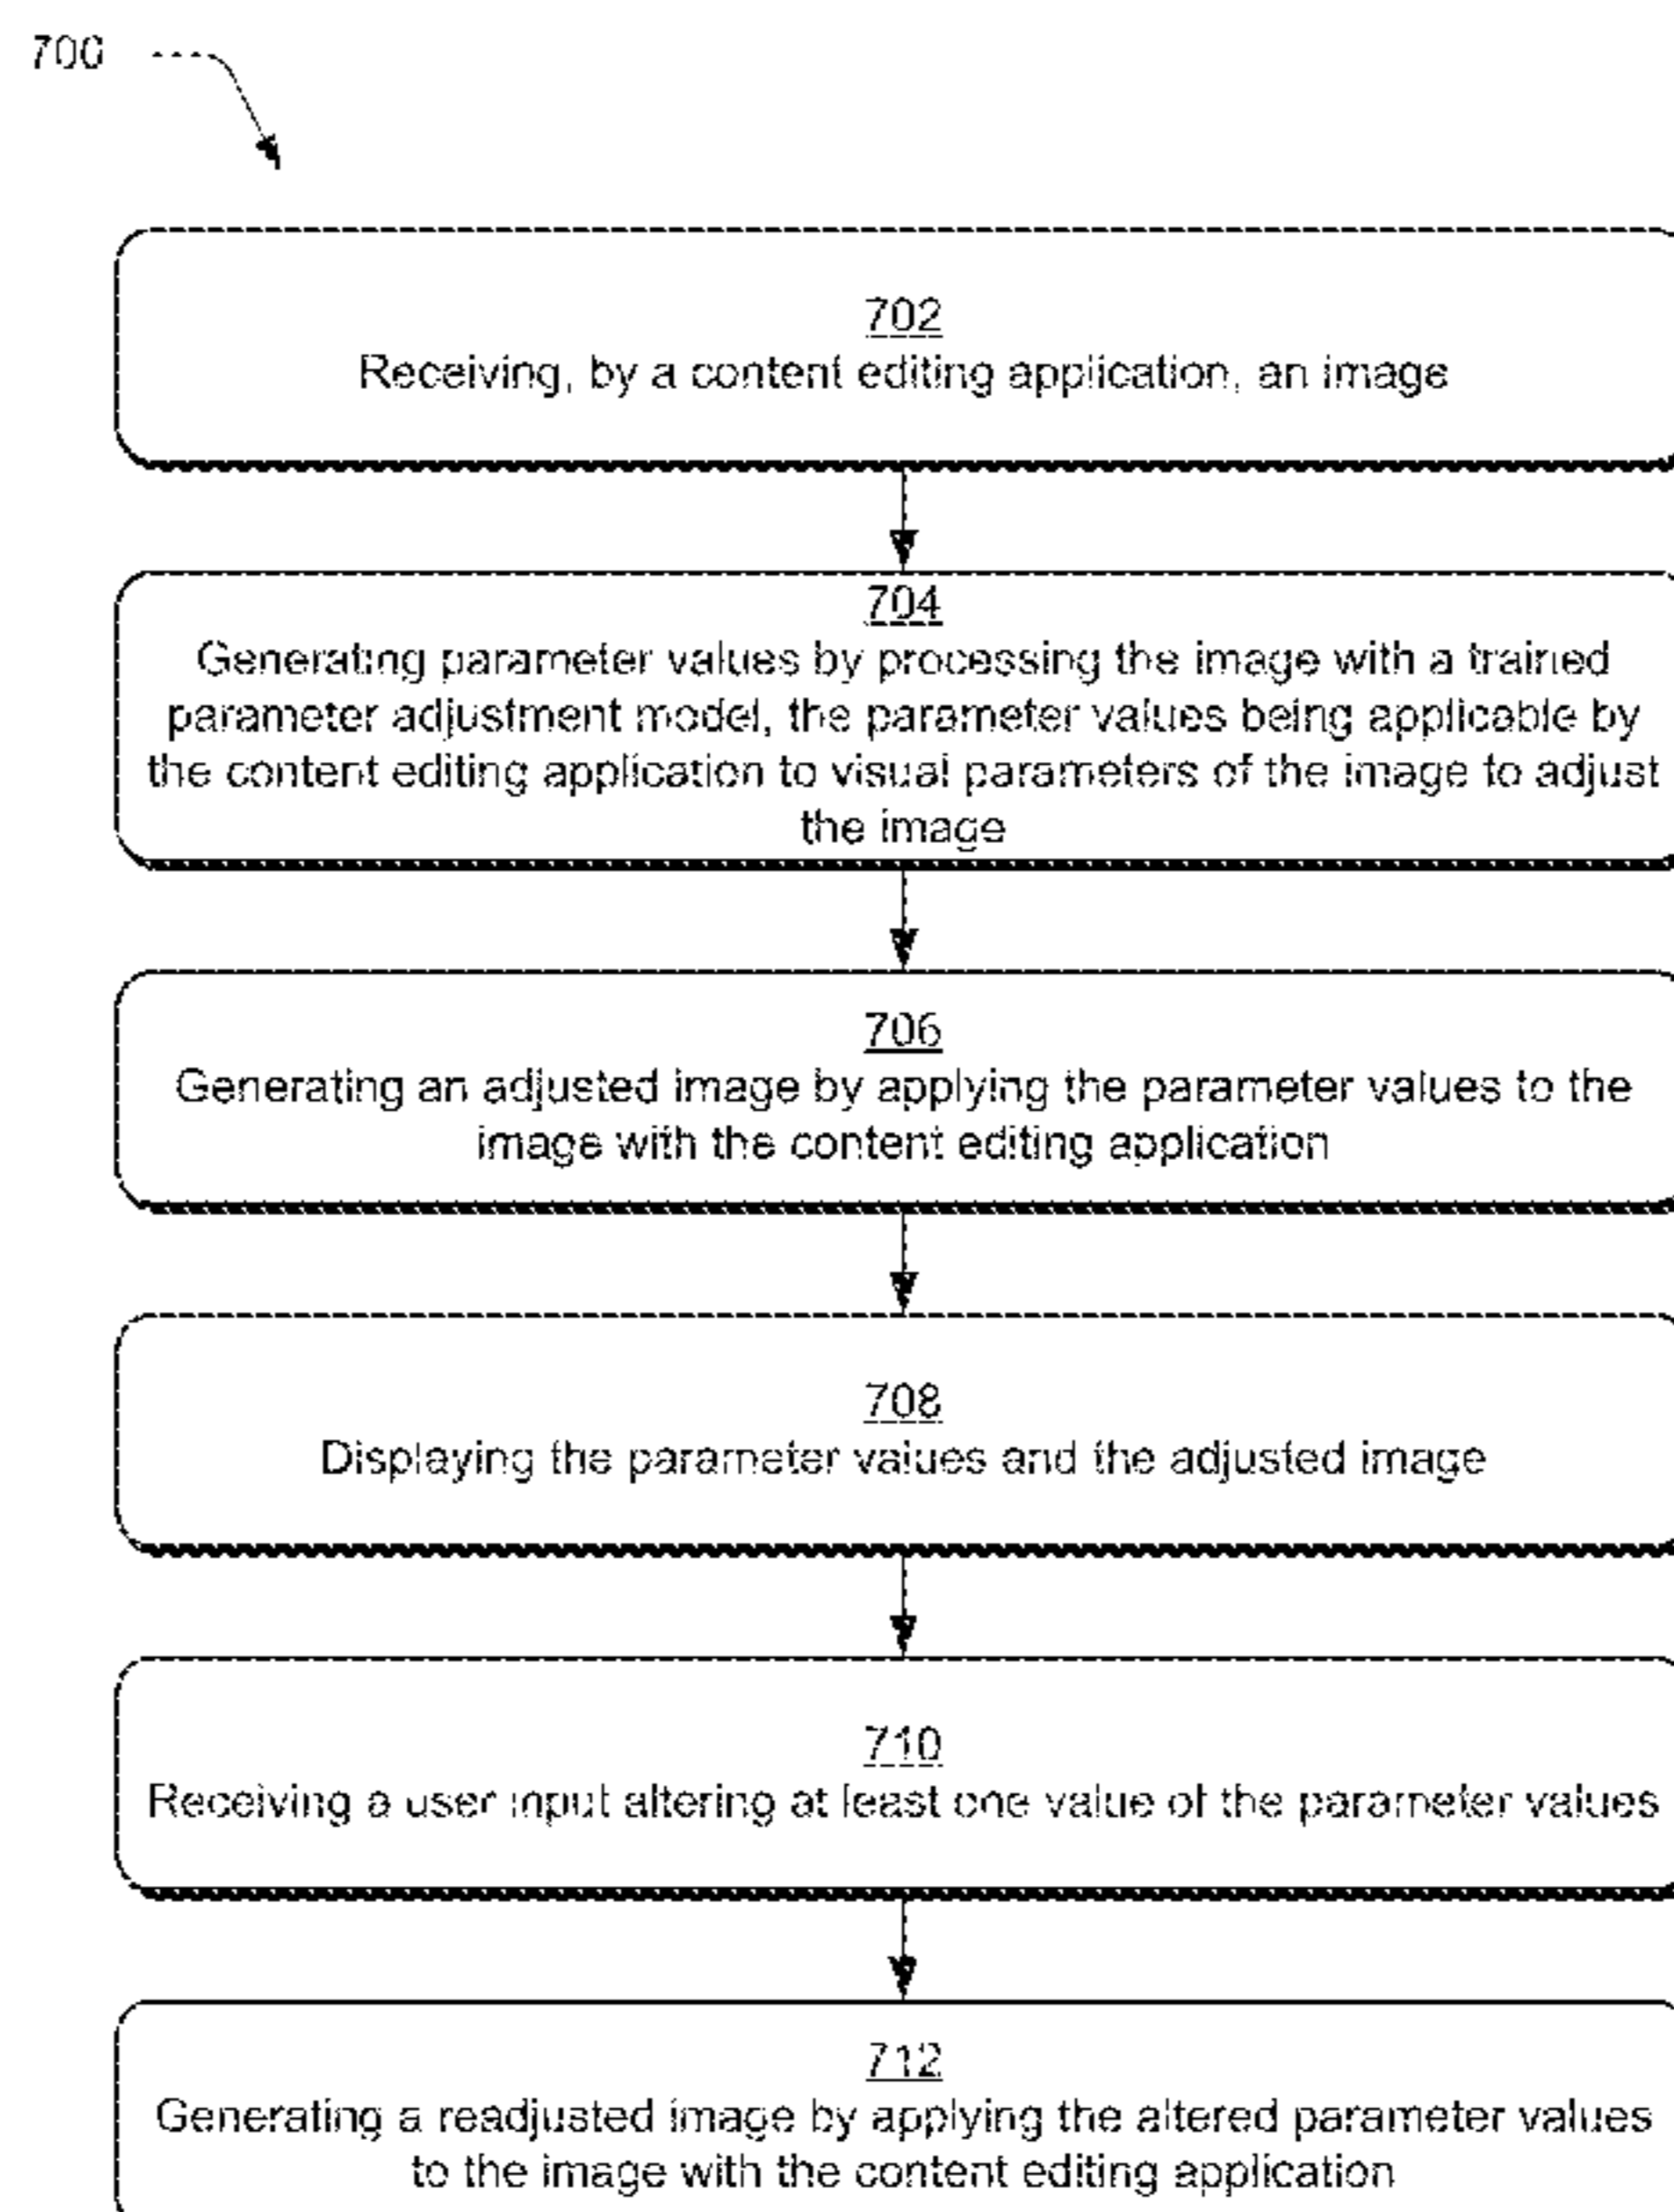 700
702
Receiving, by a content editing application, an image
704
Generating parameter values by processing the image with a trained
parameter adjustment model, the parameter values being applicable by
the content editing application to visual parameters of the image to adjust
the image
706
Generating an adjusted image by applying the parameter values to the
image with the content editing application
708
Displaying the parameter values and the adjusted image
710
Receiving a user input altering at least one value of the parameter values
712
Generating a readjusted image by applying the altered parameter values
to the image with the content editing application